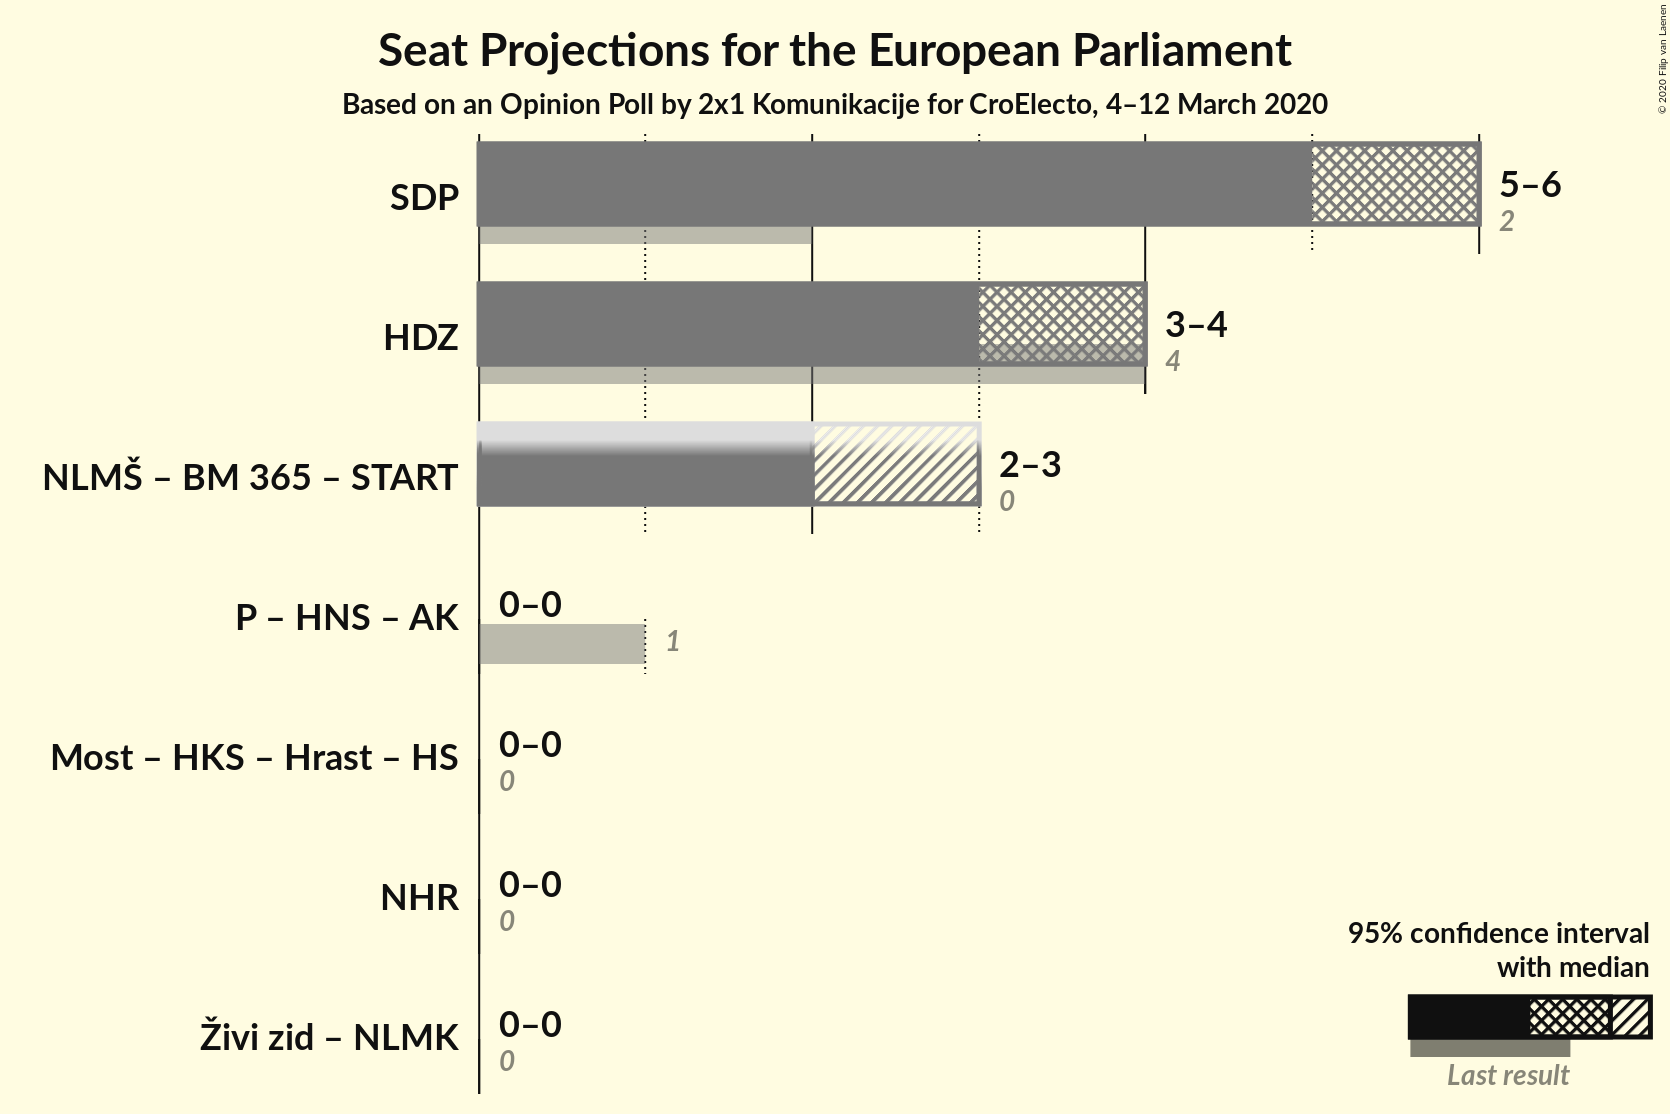 Seat Projections for the European Parliament
Based on an Opinion Poll by 2x1 Komunikacije for CroElecto, 4–12 March 2020
© 2020 Filip van Laenen
SDP
5–6
2
HDZ
3–4
4
NLMŠ – BM 365 – START
2–3
0
P – HNS – AK
0–0
1
Most – HKS – Hrast – HS
0–0
0
NHR
0–0
0
Živi zid – NLMK
0–0
0
95% confidence interval
with median
Last result